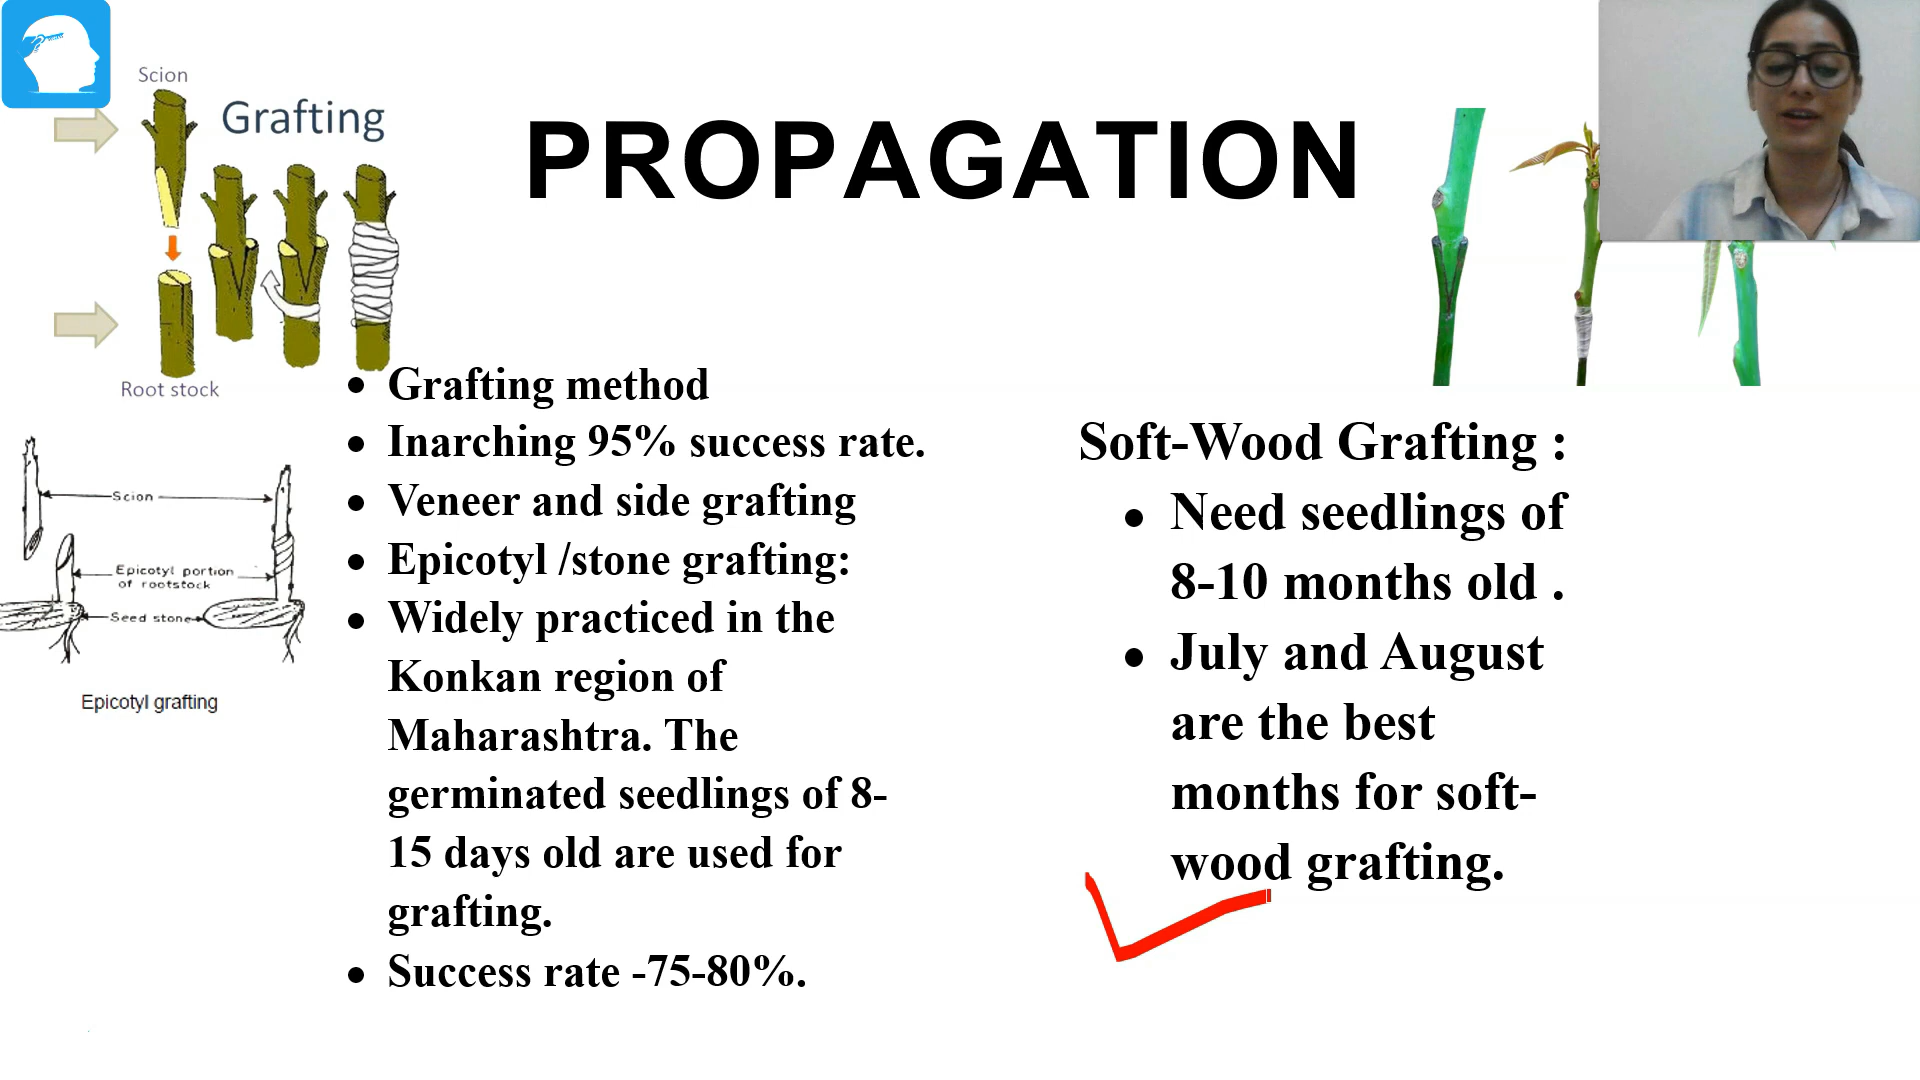 Scion
Grafting
PROPAGATION
Root stock
Scion
Epicotyl portion
of rootstock
Seed stone
Epicotyl grafting
• Grafting method
• Inarching 95% success rate.
• Veneer and side grafting
• Epicotyl /stone grafting:
• Widely practiced in the
Konkan region of
Maharashtra. The
germinated seedlings of 8-
15 days old are used for
grafting.
• Success rate -75-80%.
Soft-Wood Grafting :
• Need seedlings of
8-10 months old .
• July and August
are the best
months for soft-
wood grafting.